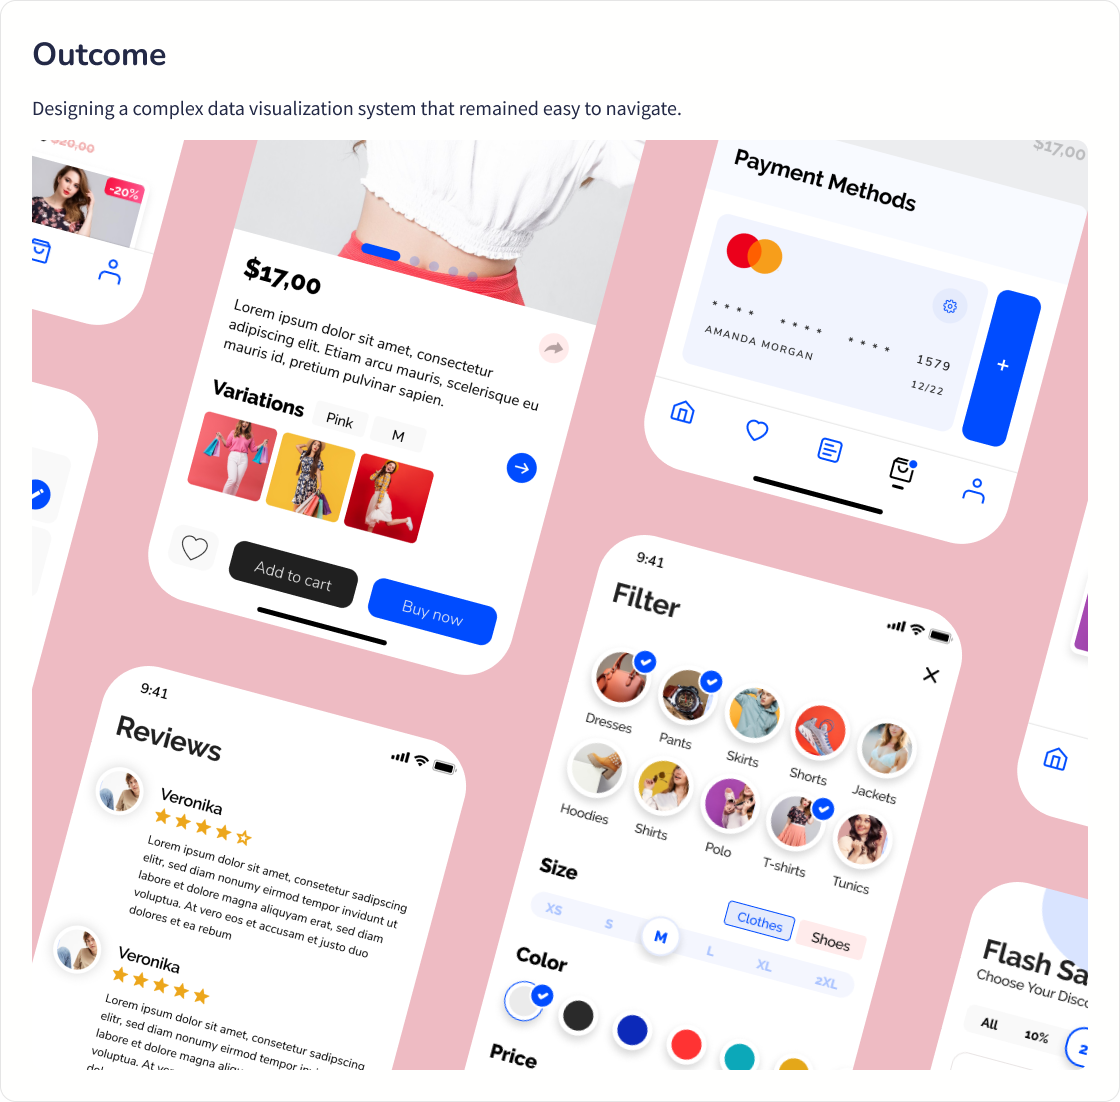 Outcome
Designing a complex data visualization system that remained easy to navigate.
$20,00
-20%
$17,00
Lorem ipsum dolor sit amet, consectetur
adipiscing elit. Etiam arcu mauris, scelerisque eu
mauris id, pretium pulvinar sapien.
Variations
Pink
M
Add to cart
Buy now
$17,00
Payment Methods
* * * * * * * * * * * * 1579
AMANDA MORGAN
12/22
+
9:41
Reviews
Veronika
Lorem ipsum dolor sit amet, consetetur sadipscing
elitr, sed diam nonumy eirmod tempor invidunt ut
labore et dolore magna aliquyam erat, sed diam
voluptua. At vero eos et accusam et justo duo
dolores et ea rebum
Veronika
Lorem ipsum dolor sit amet, consetetur sadipscing
elitr, sed diam nonumy eirmod tempor
labore et dolore magna
voluptua. At
9:41
Filter
Dresses
Pants
Skirts
Shorts
Jackets
Hoodies
Shirts
Polo
T-shirts
Tunics
Size
Clothes
Shoes
XS S M L XL 2XL
Color
Price
Flash Sa
Choose Your Disco
All
10%
2